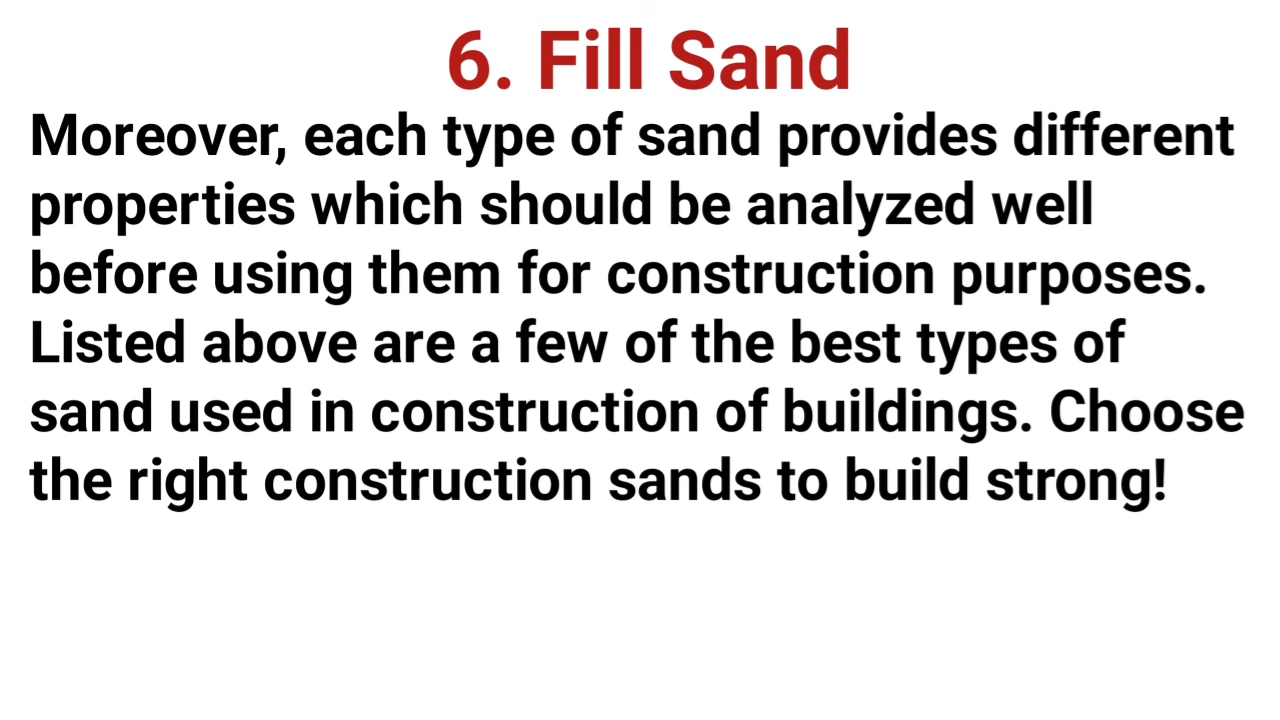 6. Fill Sand
Moreover, each type of sand provides different
properties which should be analyzed well
before using them for construction purposes.
Listed above are a few of the best types of
sand used in construction of buildings. Choose
the right construction sands to build strong!